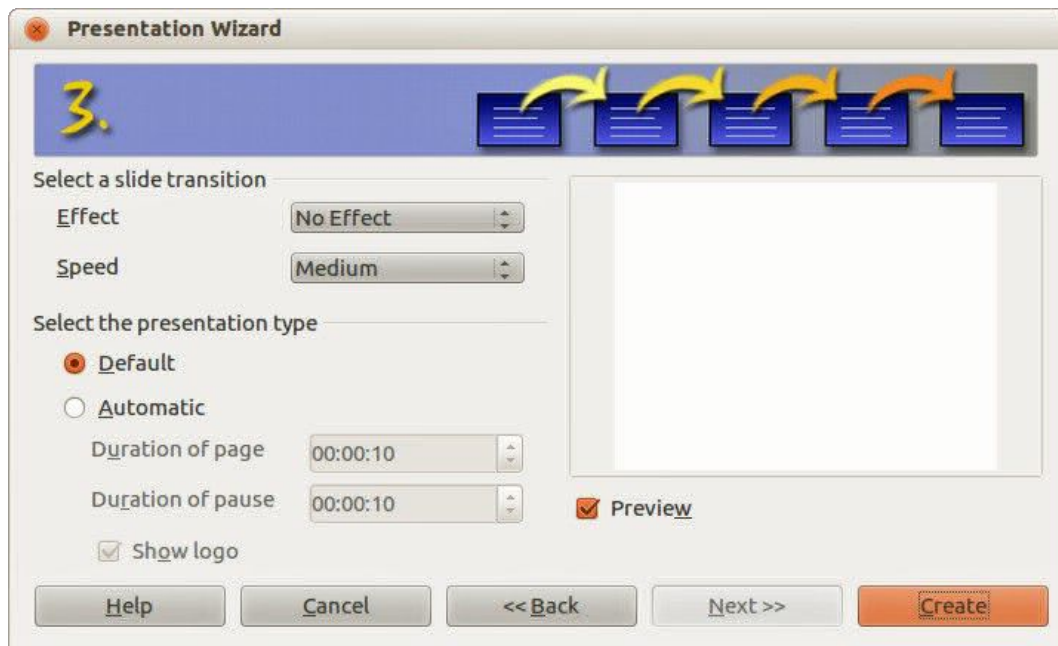 Presentation Wizard
3.
Select a slide transition
Effect No Effect
Speed Medium
Select the presentation type
Default
Automatic
Duration of page 00:00:10
Duration of pause 00:00:10
Show logo
Preview
Help Cancel << Back Next >> Create